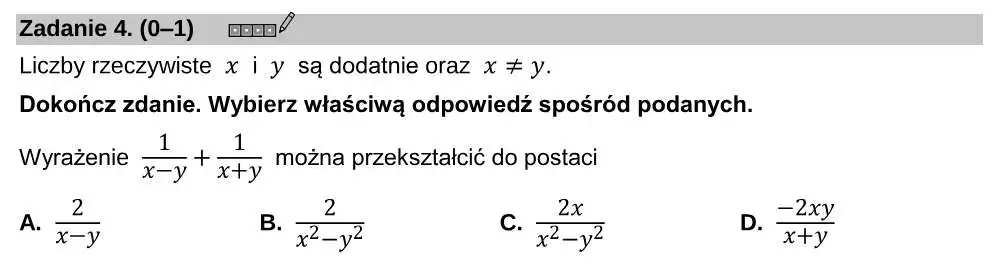 Zadanie 4. (0–1)
Liczby rzeczywiste x i y są dodatnie oraz x ≠ y.
Dokończ zdanie. Wybierz właściwą odpowiedź spośród podanych.
Wyrażenie 1/(x−y) + 1/(x+y) można przekształcić do postaci
A. 2/(x−y) B. 2/(x²−y²) C. 2x/(x²−y²) D. −2xy/(x+y)